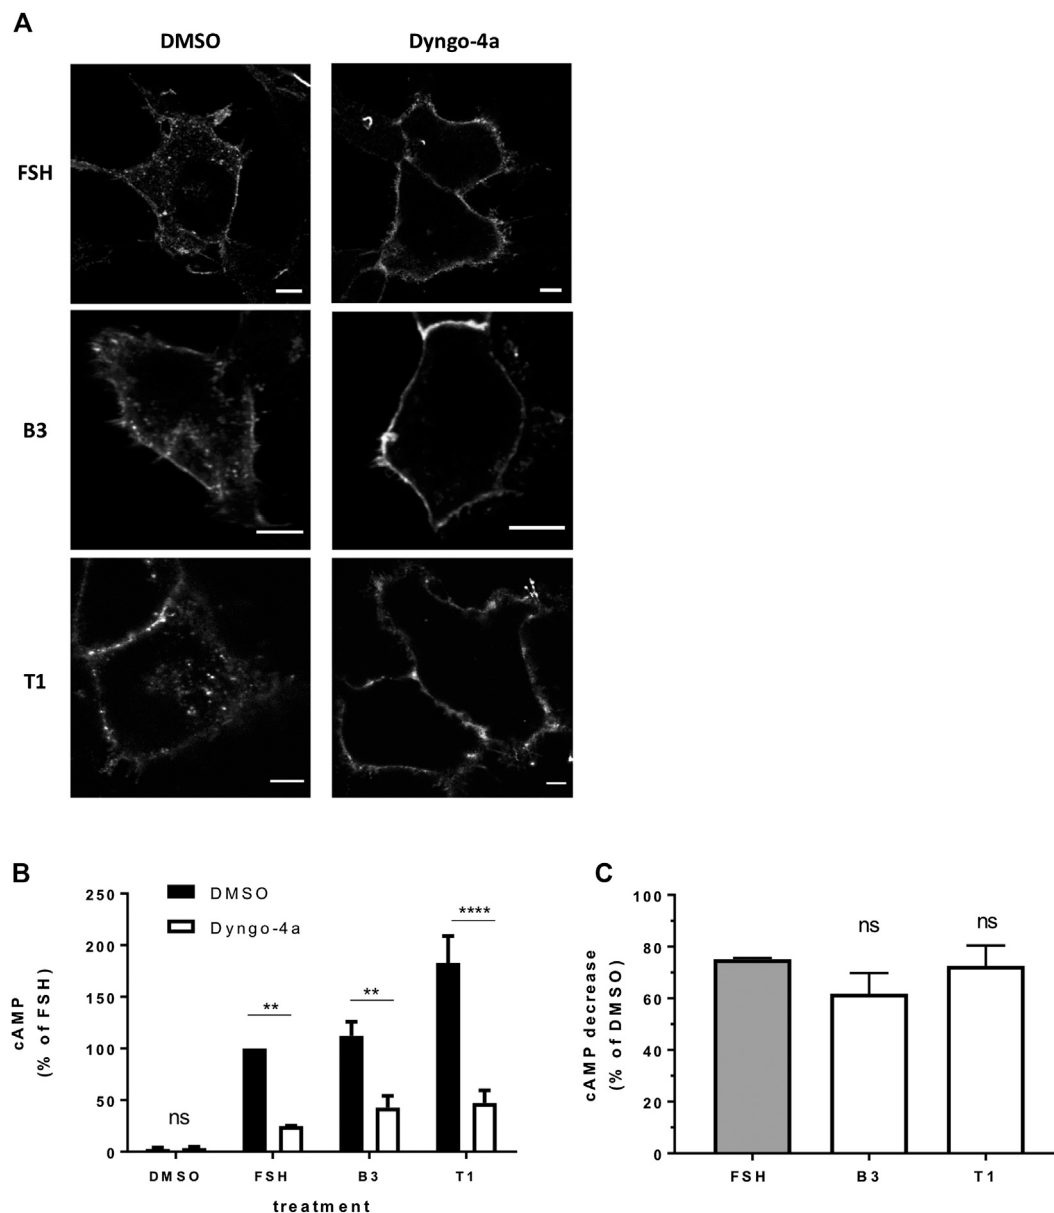 A
DMSO Dyngo-4a
FSH
B3
T1
B
DMSO
Dyngo-4a
cAMP
(% of FSH)
250
200
150
100
50
0
ns
**
**
****
DMSO FSH B3 T1
treatment
C
cAMP decrease
(% of DMSO)
100
80
60
40
20
0
ns
ns
FSH B3 T1